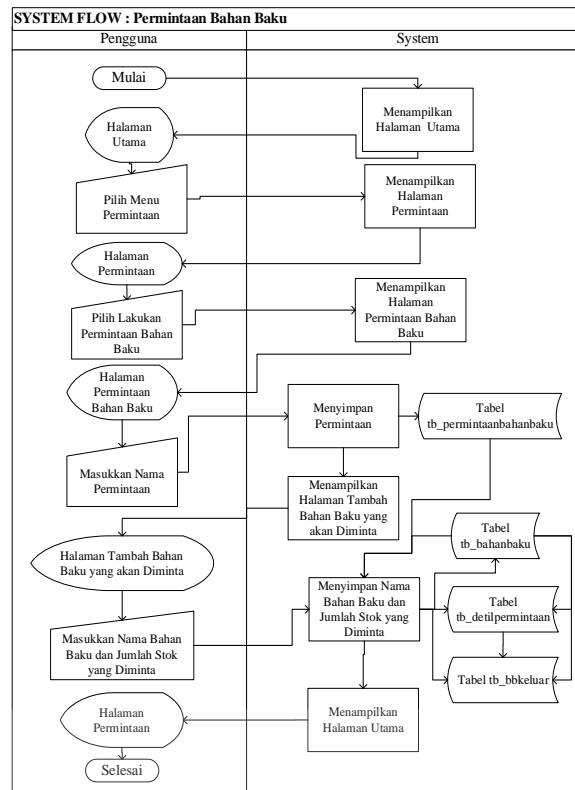 SYSTEM FLOW : Permintaan Bahan Baku
Pengguna
System
Mulai
Menampilkan
Halaman Utama
Halaman
Utama
Pilih Menu
Permintaan
Menampilkan
Halaman
Permintaan
Halaman
Permintaan
Pilih Lakukan
Permintaan Bahan
Baku
Menampilkan
Halaman
Permintaan Bahan
Baku
Halaman
Permintaan
Bahan Baku
Masukkan Nama
Permintaan
Menyimpan
Permintaan
Tabel
tb_permintaanbahanbaku
Menampilkan
Halaman Tambah
Bahan Baku yang
akan Diminta
Halaman Tambah Bahan
Baku yang akan Diminta
Tabel
tb_bahanbaku
Masukkan Nama Bahan
Baku dan Jumlah Stok
yang Diminta
Menyimpan Nama
Bahan Baku dan
Jumlah Stok yang
Diminta
Tabel
tb_detilpermintaan
Tabel tb_bbkeluar
Menampilkan
Halaman Utama
Halaman
Permintaan
Selesai